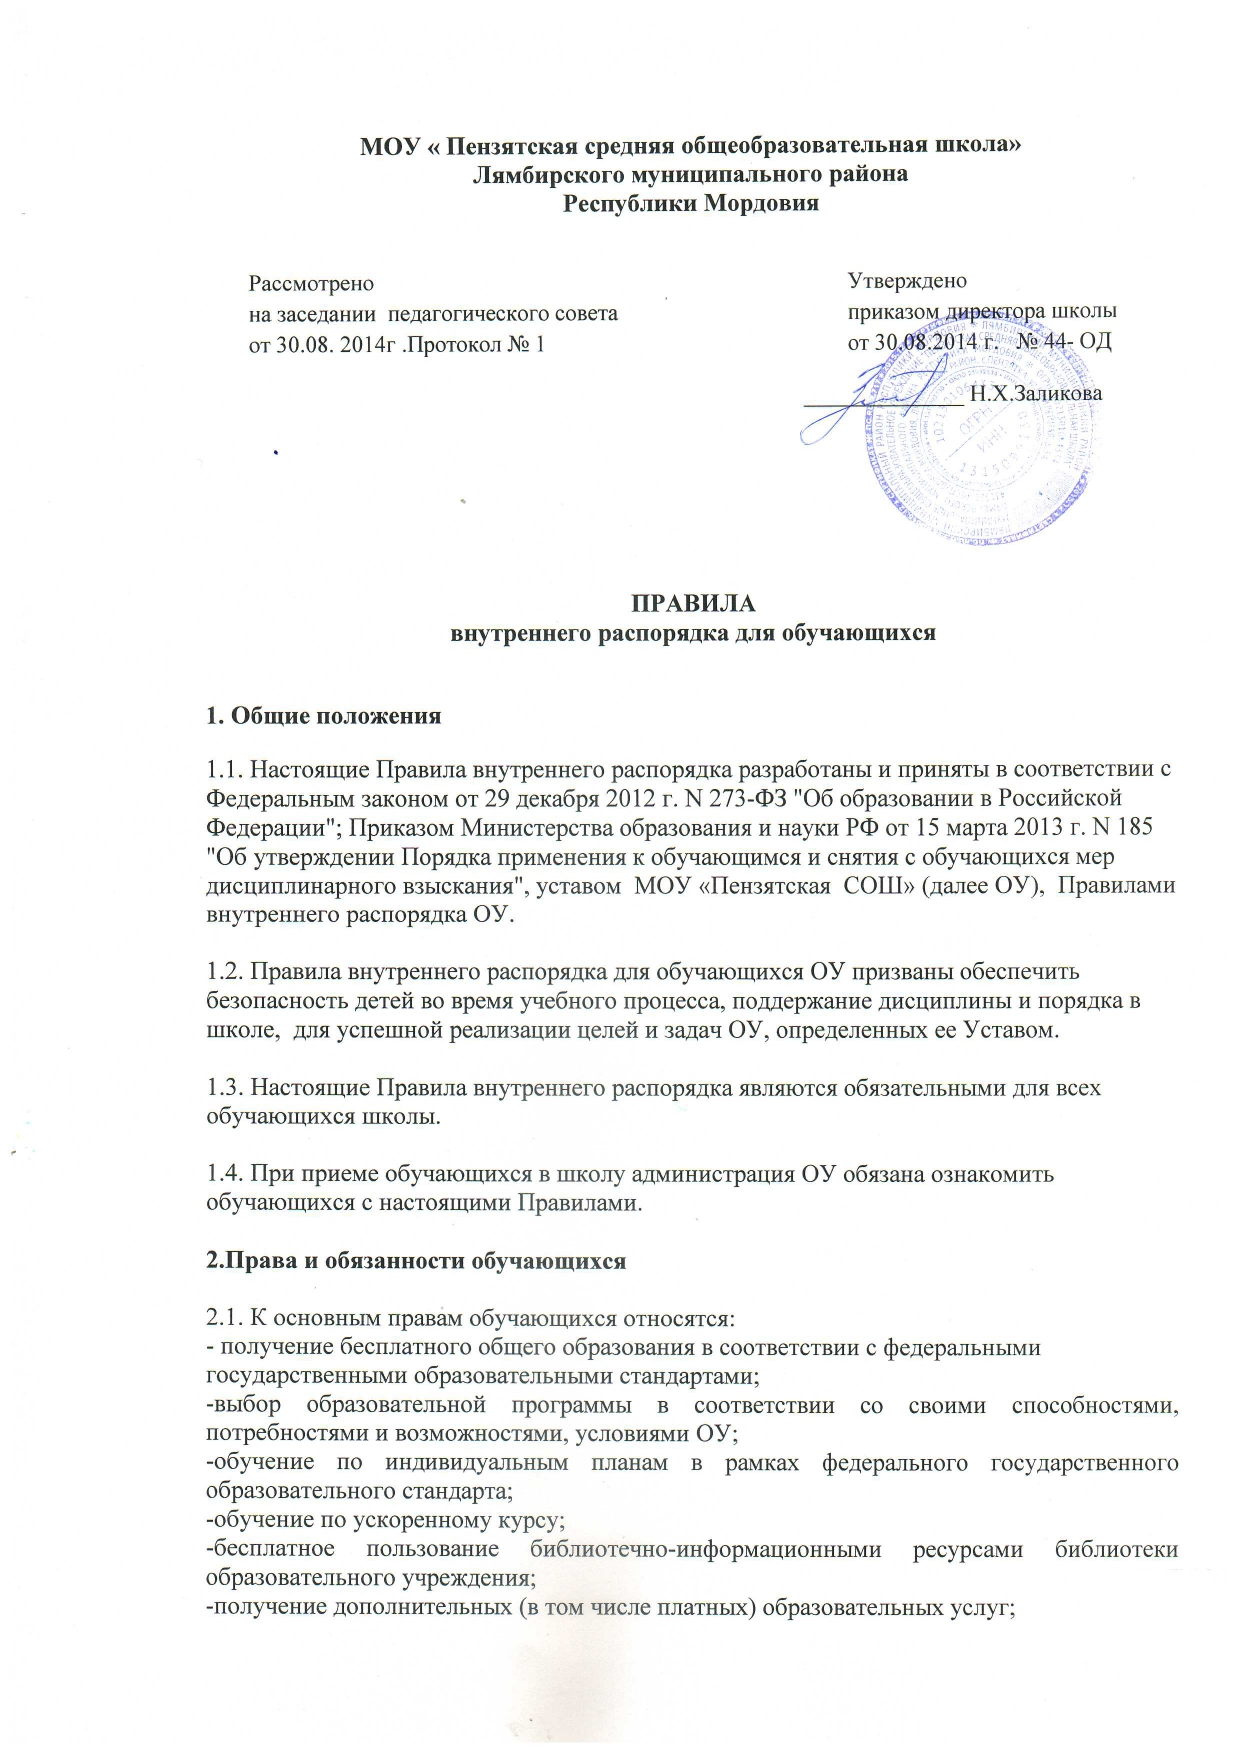 МОУ « Пензятская средняя общеобразовательная школа»
Лямбирского муниципального района
Республики Мордовия
Рассмотрено
на заседании педагогического совета
от 30.08. 2014г .Протокол № 1
Утверждено
приказом директора школы
от 30.08.2014 г. № 44- ОД
Н.Х.Заликова
ОГРН
ИНН
ПРАВИЛА
внутреннего распорядка для обучающихся
1. Общие положения
1.1. Настоящие Правила внутреннего распорядка разработаны и приняты в соответствии с
Федеральным законом от 29 декабря 2012 г. N 273-ФЗ "Об образовании в Российской
Федерации"; Приказом Министерства образования и науки РФ от 15 марта 2013 г. N 185
"Об утверждении Порядка применения к обучающимся и снятия с обучающихся мер
дисциплинарного взыскания", уставом МОУ «Пензятская СОШ» (далее ОУ), Правилами
внутреннего распорядка ОУ.
1.2. Правила внутреннего распорядка для обучающихся ОУ призваны обеспечить
безопасность детей во время учебного процесса, поддержание дисциплины и порядка в
школе, для успешной реализации целей и задач ОУ, определенных ее Уставом.
1.3. Настоящие Правила внутреннего распорядка являются обязательными для всех
обучающихся школы.
1.4. При приеме обучающихся в школу администрация ОУ обязана ознакомить
обучающихся с настоящими Правилами.
2.Права и обязанности обучающихся
2.1. К основным правам обучающихся относятся:
- получение бесплатного общего образования в соответствии с федеральными
государственными образовательными стандартами;
-выбор образовательной программы в соответствии со своими способностями,
потребностями и возможностями, условиями ОУ;
-обучение по индивидуальным планам в рамках федерального государственного
образовательного стандарта;
-обучение по ускоренному курсу;
-бесплатное пользование библиотечно-информационными ресурсами библиотеки
образовательного учреждения;
-получение дополнительных (в том числе платных) образовательных услуг;